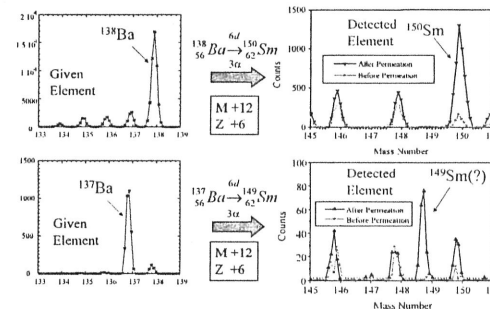 2 10⁴
1.5 10⁴
1 10⁴
5000
0
¹³⁸Ba
Given
Element
133 134 135 136 137 138 139
¹³⁸₅₆Ba 6d→3α ¹⁵⁰₆₂Sm
M +12
Z +6
Detected
Element
¹⁵⁰Sm
After Permeation
Before Permeation
Counts
1500
1000
500
0
145 146 147 148 149 150
Mass Number
1500
1000
500
0
¹³⁷Ba
Given
Element
133 134 135 136 137 138 139
¹³⁷₅₆Ba 6d→3α ¹⁴⁹₆₂Sm
M +12
Z +6
Detected
Element
¹⁴⁹Sm(?)
After Permeation
Before Permeation
Counts
100
80
60
40
20
0
145 146 147 148 149 150
Mass Number